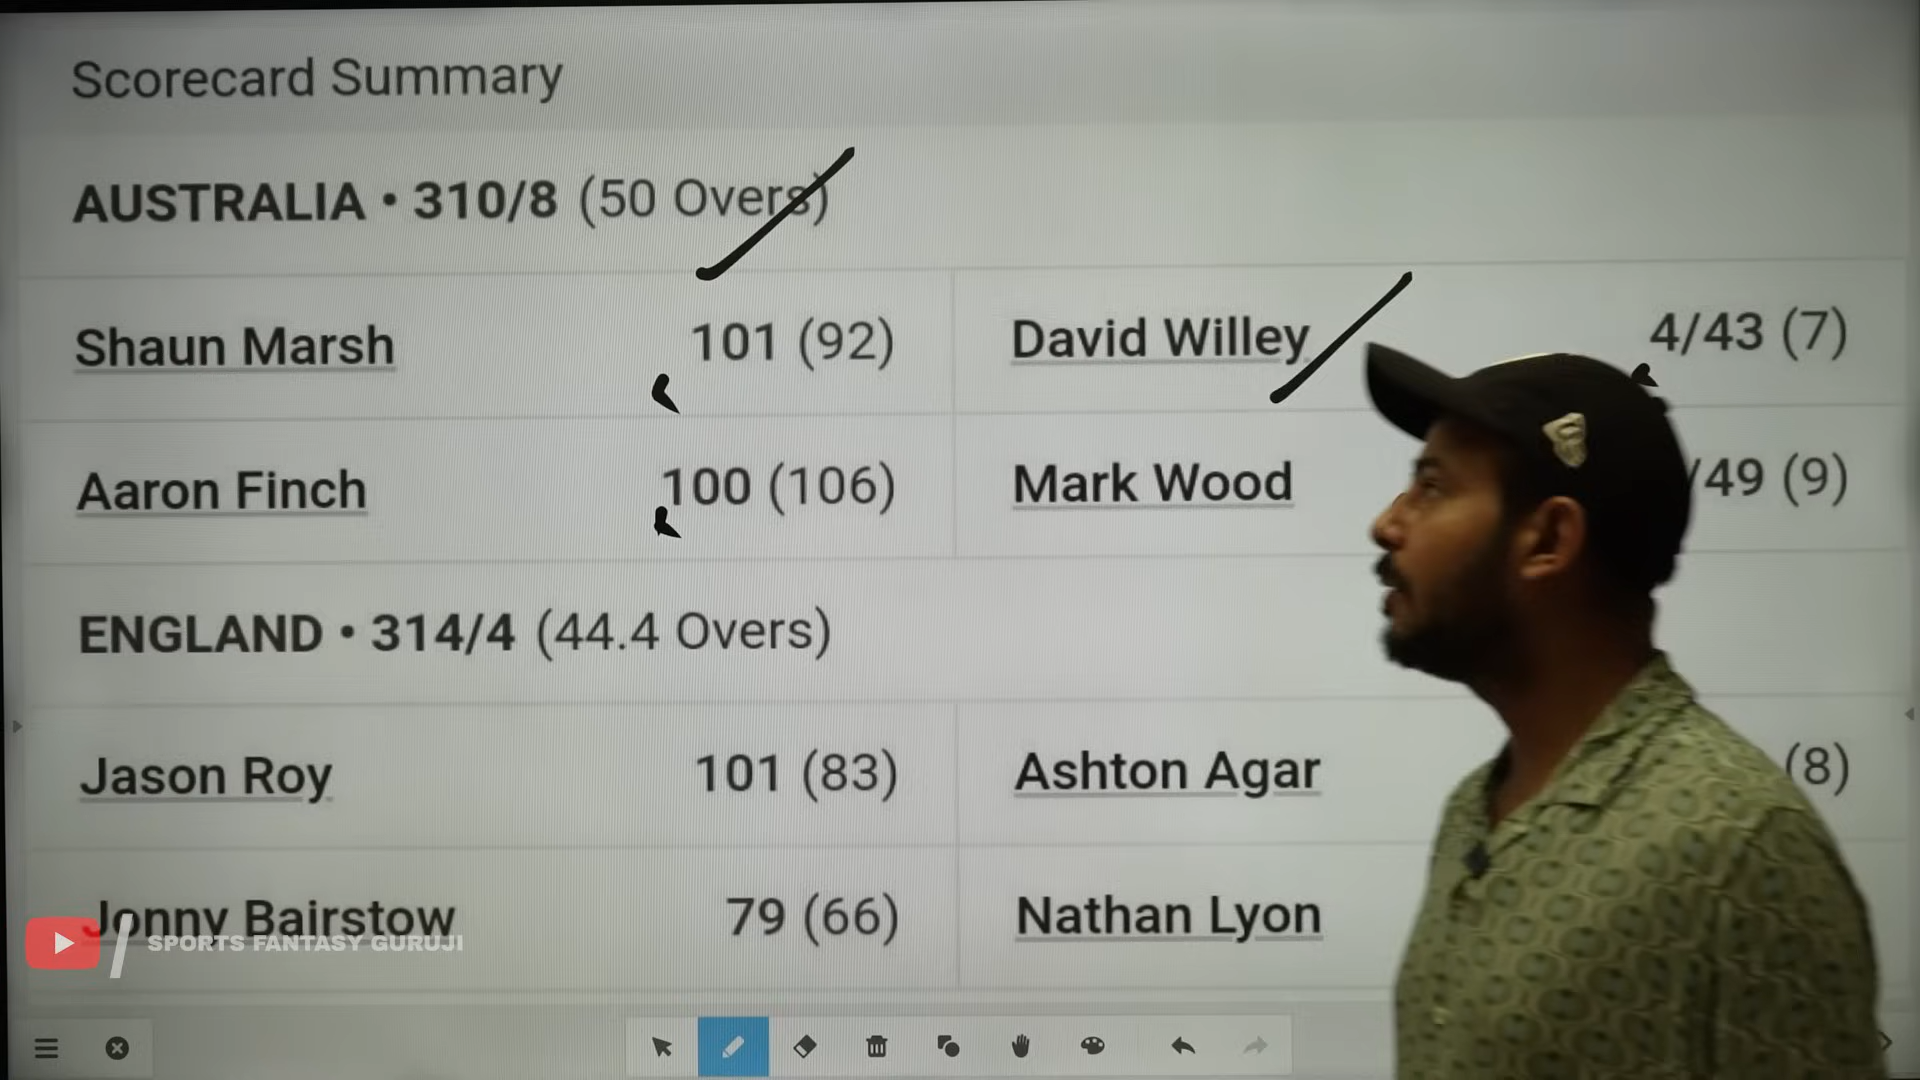 Scorecard Summary
AUSTRALIA • 310/8 (50 Overs)
Shaun Marsh 101 (92) David Willey 4/43 (7)
Aaron Finch 100 (106) Mark Wood /49 (9)
ENGLAND • 314/4 (44.4 Overs)
Jason Roy 101 (83) Ashton Agar (8)
Jonny Bairstow 79 (66) Nathan Lyon
SPORTS FANTASY GURUJI